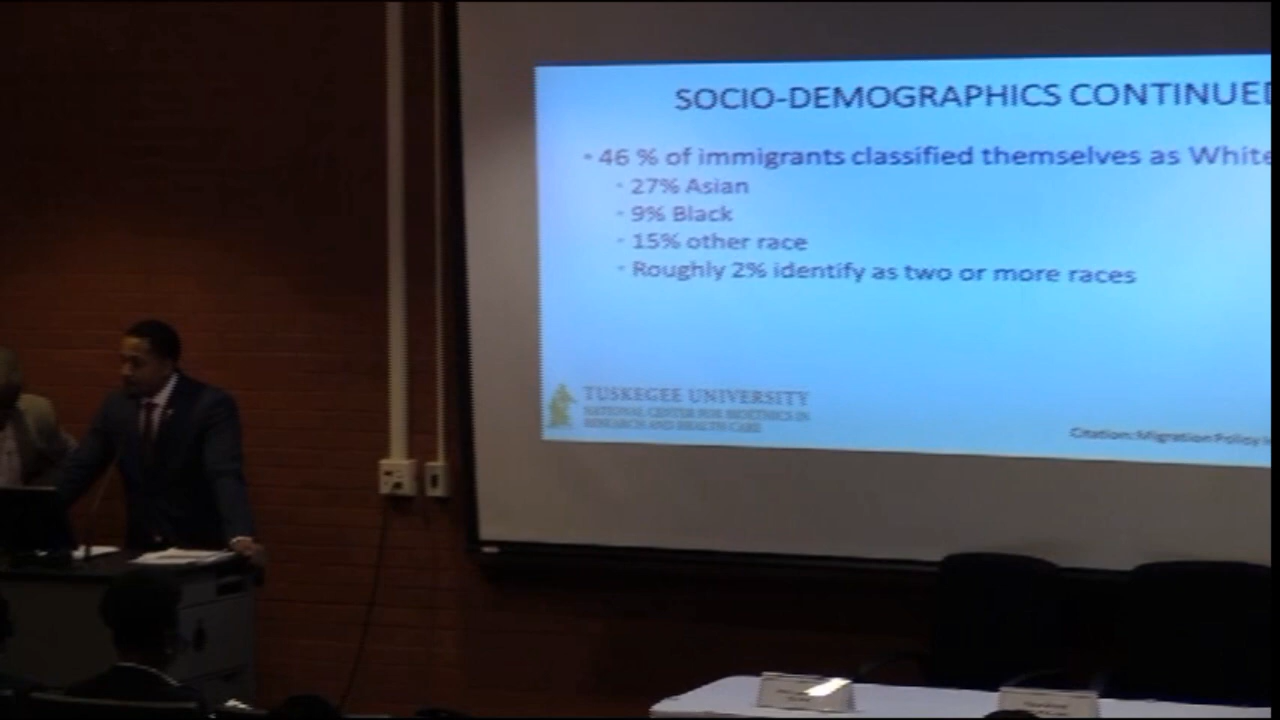 SOCIO-DEMOGRAPHICS CONTINUED
• 46 % of immigrants classified themselves as White
• 27% Asian
• 9% Black
• 15% other race
• Roughly 2% identify as two or more races
TUSKEGEE UNIVERSITY
NATIONAL CENTER FOR BIOETHICS IN
RESEARCH AND HEALTH CARE
Citation: Migration Policy